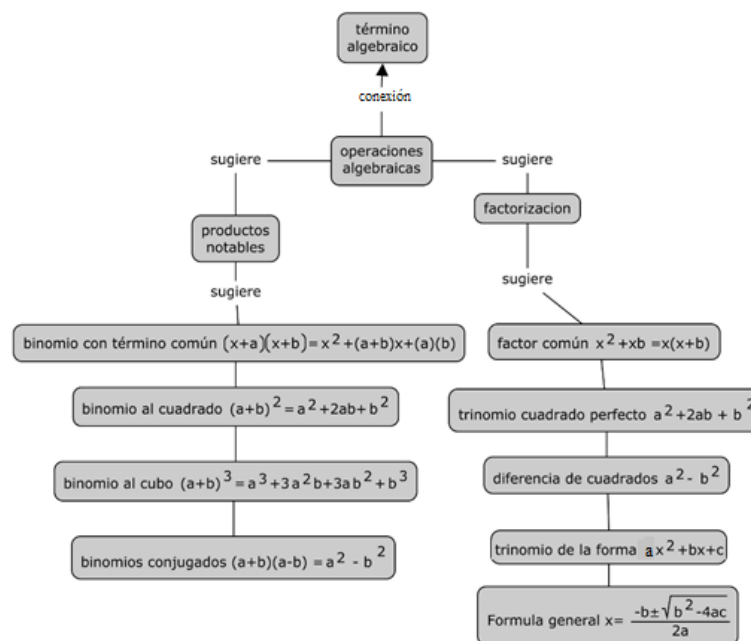 término
algebraico
conexión
operaciones
algebraicas
sugiere
sugiere
productos
notables
factorizacion
sugiere
sugiere
binomio con término común (x+a)(x+b)=x²+(a+b)x+(a)(b)
binomio al cuadrado (a+b)²=a²+2ab+b²
binomio al cubo (a+b)³=a³+3a²b+3ab²+b³
binomios conjugados (a+b)(a-b)=a² - b²
factor común x²+xb =x(x+b)
trinomio cuadrado perfecto a²+2ab + b²
diferencia de cuadrados a²- b²
trinomio de la forma ax²+bx+c
Formula general x= -b±√b²-4ac / 2a